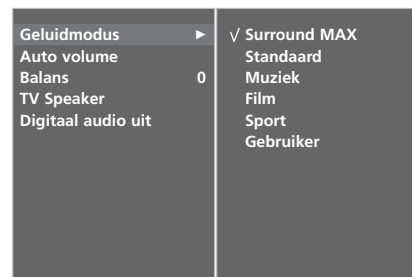 Geluidmodus ►
Auto volume
Balans 0
TV Speaker
Digitaal audio uit
√ Surround MAX
Standaard
Muziek
Film
Sport
Gebruiker